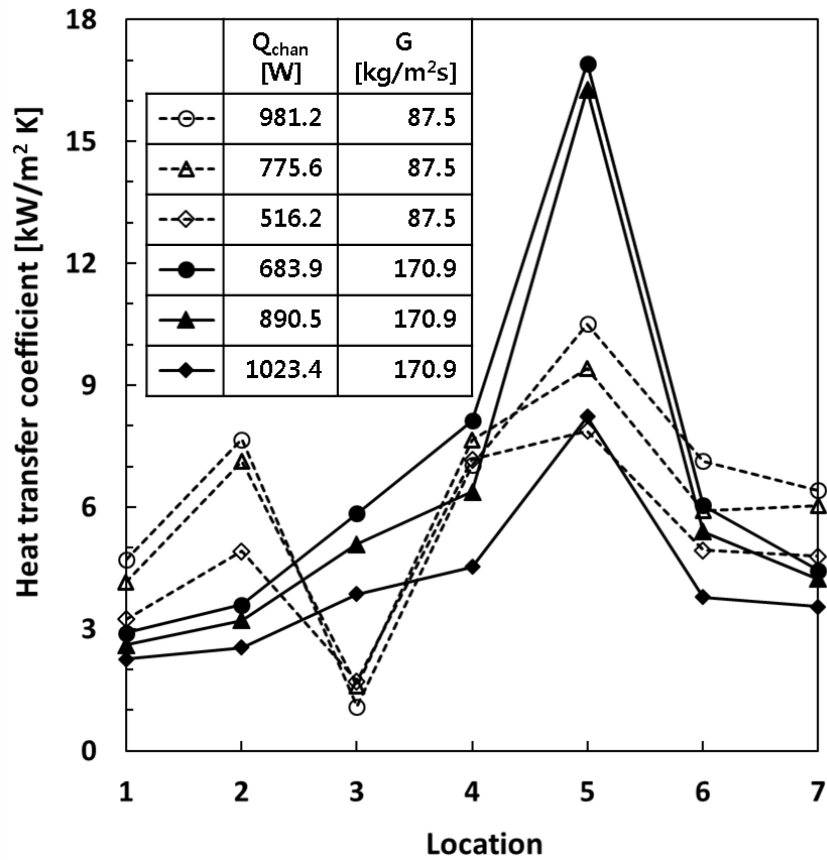 Heat transfer coefficient [kW/m² K]
18
15
12
9
6
3
0
Q_chan G
[W] [kg/m²s]
981.2 87.5
775.6 87.5
516.2 87.5
683.9 170.9
890.5 170.9
1023.4 170.9
1 2 3 4 5 6 7
Location